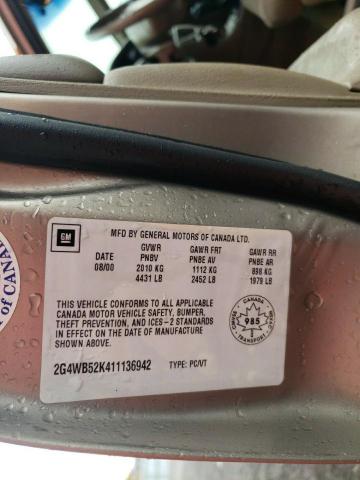 GM
MFD BY GENERAL MOTORS OF CANADA LTD.
GVWR GAWR FRT GAWR RR
DATE PNBV PNBE AV PNBE AR
08/00 2010 KG 1112 KG 898 KG
4431 LB 2452 LB 1979 LB
THIS VEHICLE CONFORMS TO ALL APPLICABLE
CANADA MOTOR VEHICLE SAFETY, BUMPER,
THEFT PREVENTION, AND ICES-2 STANDARDS
IN EFFECT ON THE DATE OF MANUFACTURE
SHOWN ABOVE.
CANADA
985
2G4WB52K411136942 TYPE: PC/VT
of CANAD